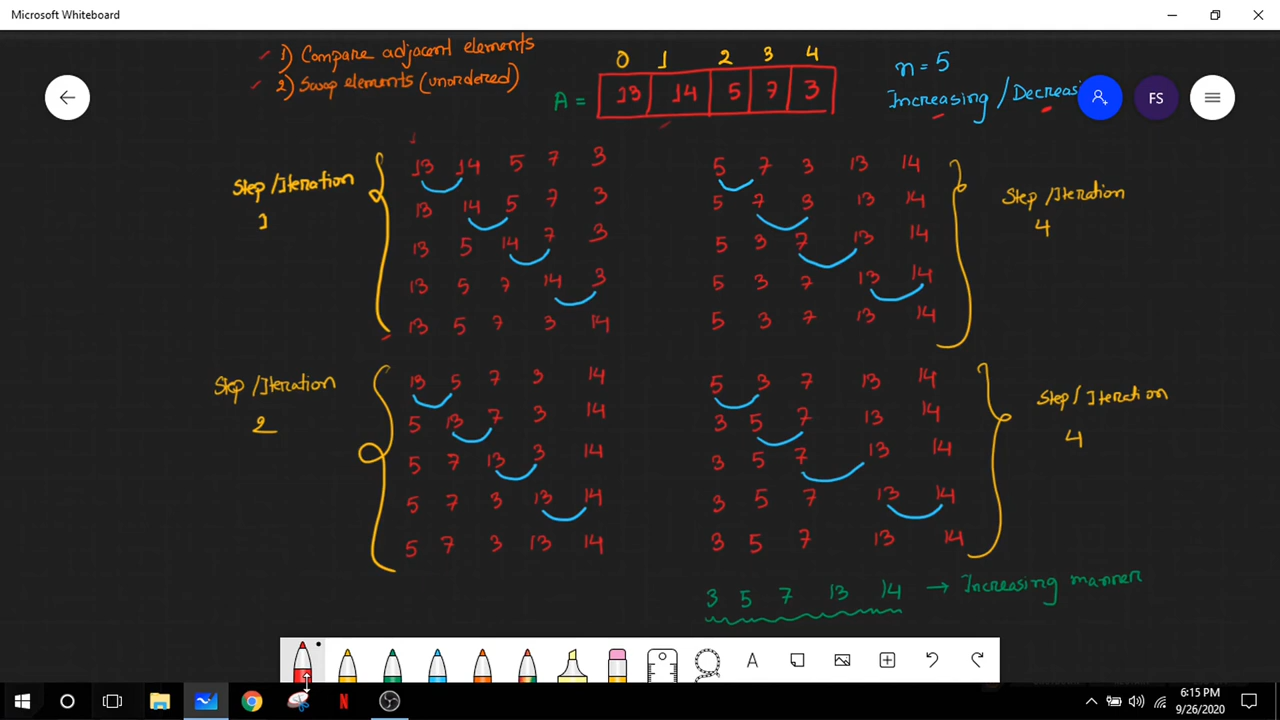 Microsoft Whiteboard
1) Compare adjacent elements
2) Swap elements (unordered)
0 1 2 3 4
A = 13 14 5 7 3
n = 5
Increasing / Decreasi
FS
Step /Iteration
1
13 14 5 7 3
13 14 5 7 3
13 5 14 7 3
13 5 7 14 3
13 5 7 3 14
5 7 3 13 14
5 7 3 13 14
5 3 7 13 14
5 3 7 13 14
5 3 7 13 14
Step /Iteration
4
Step /Iteration
2
13 5 7 3 14
5 13 7 3 14
5 7 13 3 14
5 7 3 13 14
5 7 3 13 14
5 3 7 13 14
3 5 7 13 14
3 5 7 13 14
3 5 7 13 14
3 5 7 13 14
Step/ Iteration
4
3 5 7 13 14 → Increasing manner
A
N
6:15 PM
9/26/2020